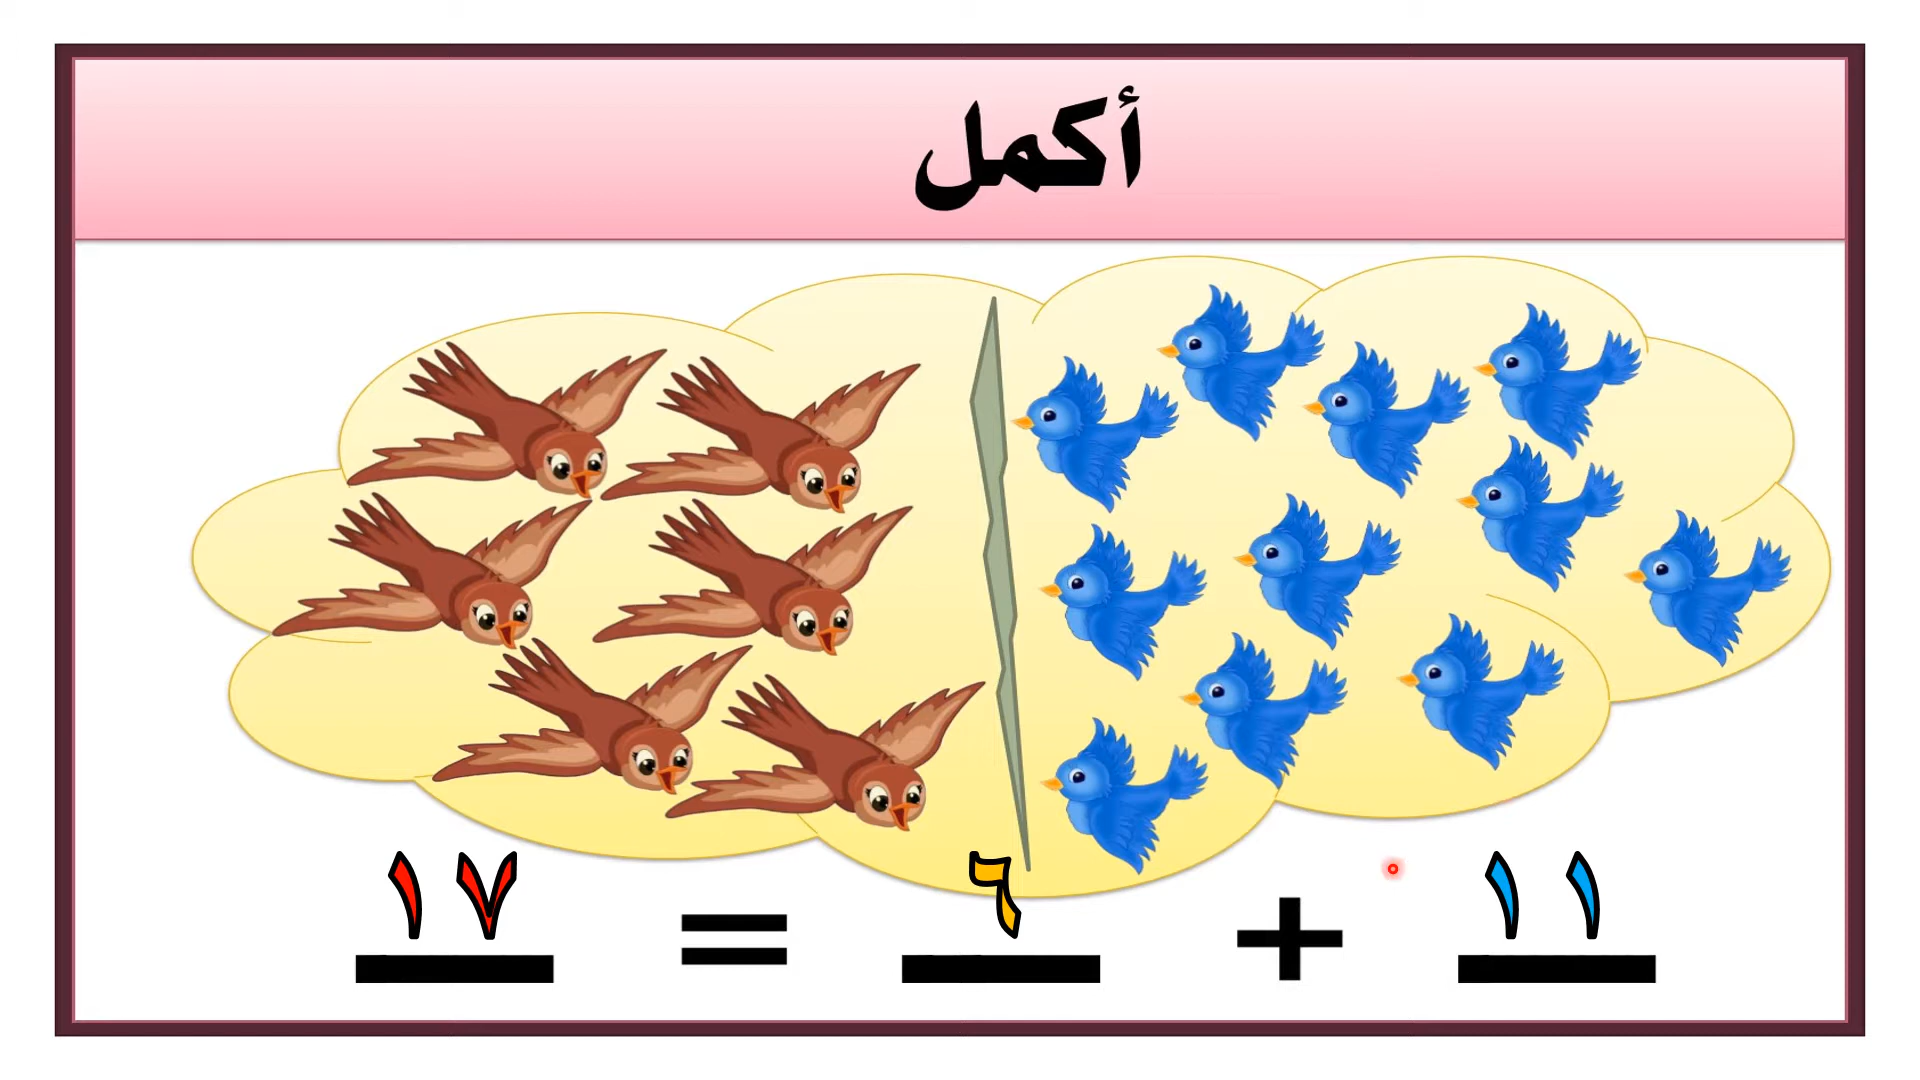 أكمل
١١ + ٦ = ١٧